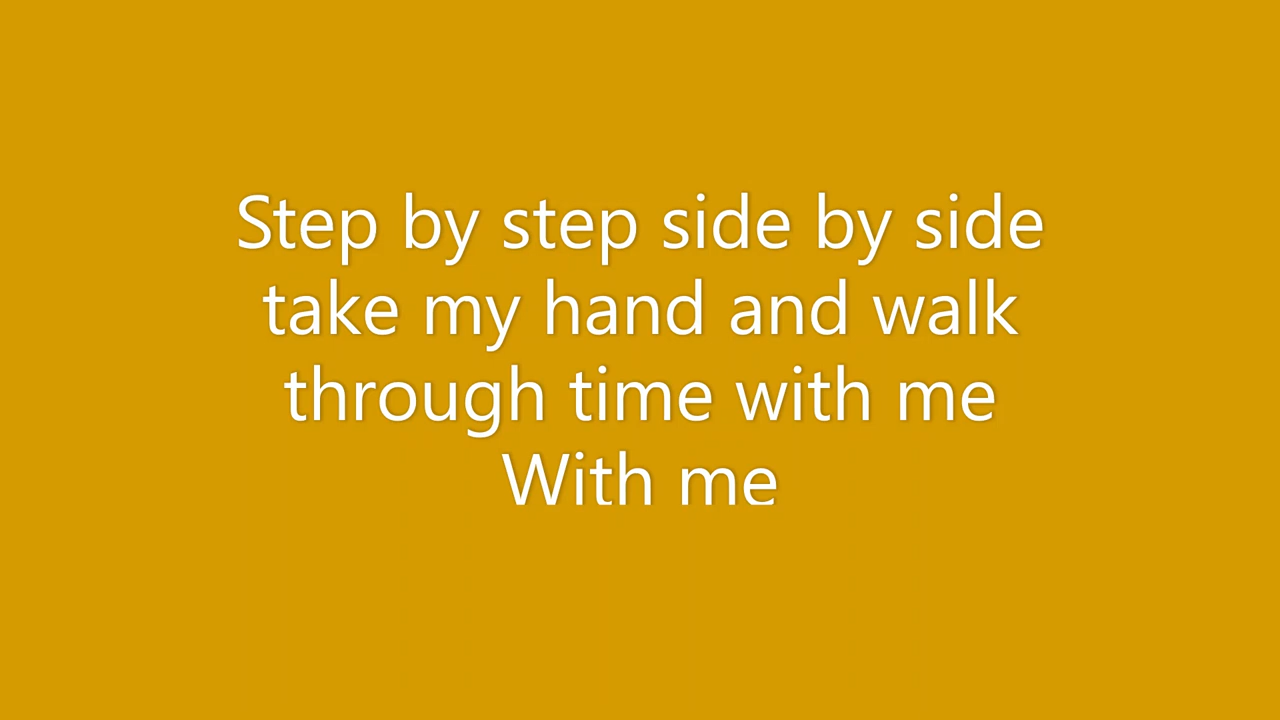 Step by step side by side
take my hand and walk
through time with me
With me